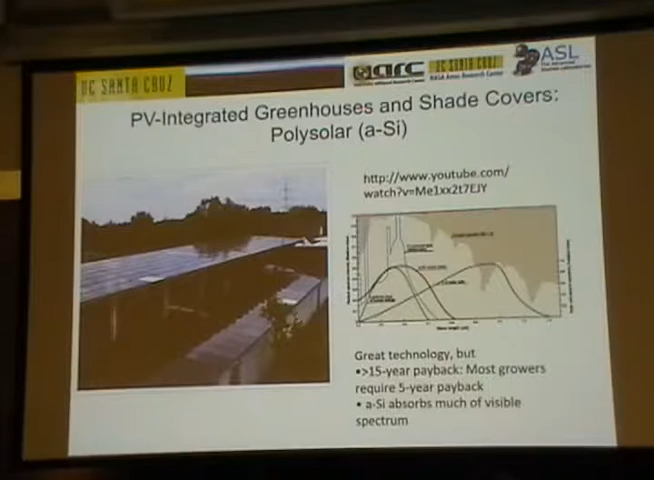 UC SANTA CRUZ
arc
UC SANTA CRUZ
NASA Ames Research Center
ASL
PV-Integrated Greenhouses and Shade Covers:
Polysolar (a-Si)
http://www.youtube.com/
watch?v=Me1xx2t7EJY
Great technology, but
•>15-year payback: Most growers
require 5-year payback
• a-Si absorbs much of visible
spectrum